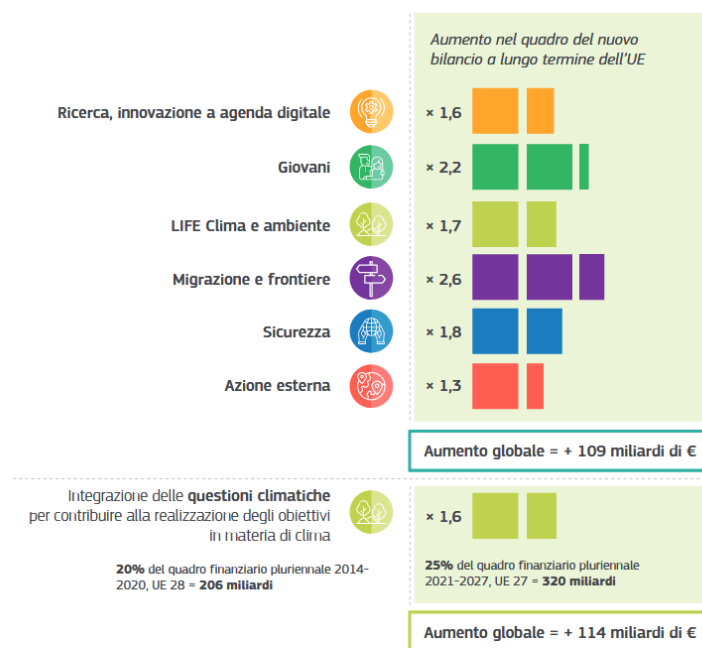 Aumento nel quadro del nuovo
bilancio a lungo termine dell'UE
Ricerca, innovazione a agenda digitale × 1,6
Giovani × 2,2
LIFE Clima e ambiente × 1,7
Migrazione e frontiere × 2,6
Sicurezza × 1,8
Azione esterna × 1,3
Aumento globale = + 109 miliardi di €
Integrazione delle questioni climatiche
per contribuire alla realizzazione degli obiettivi
in materia di clima
× 1,6
20% del quadro finanziario pluriennale 2014-
2020, UE 28 = 206 miliardi
25% del quadro finanziario pluriennale
2021-2027, UE 27 = 320 miliardi
Aumento globale = + 114 miliardi di €